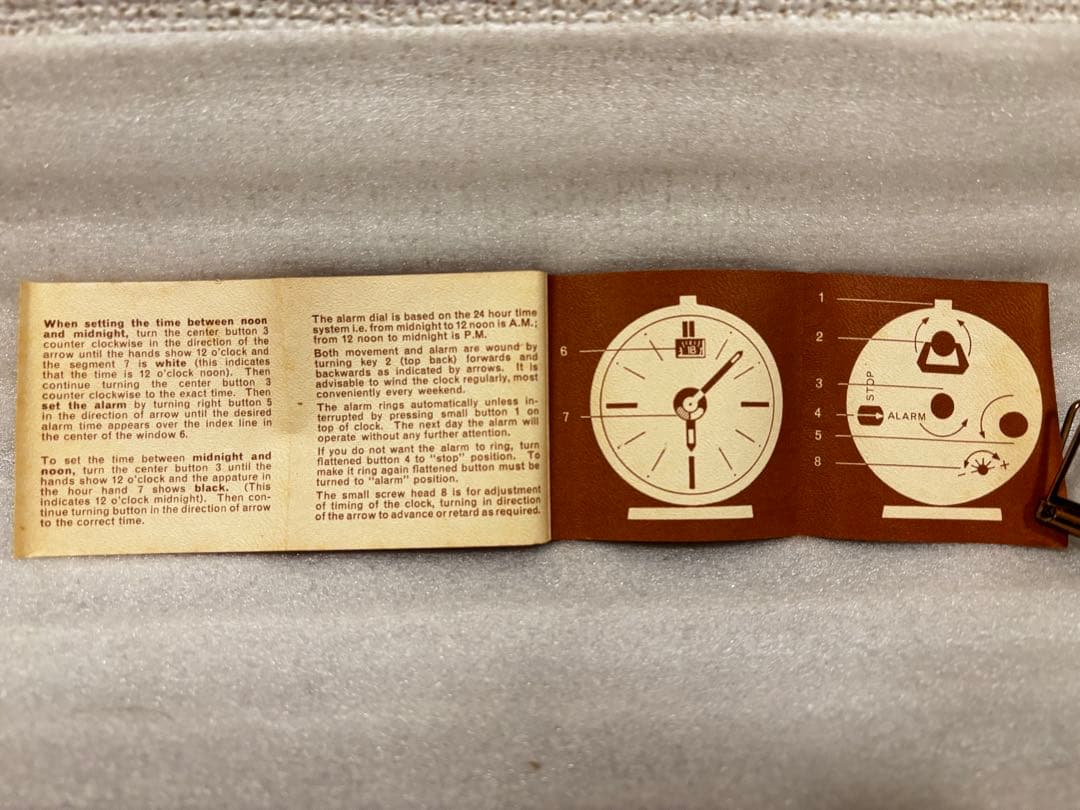 When setting the time between noon
and midnight, turn the center button 3
counter clockwise in the direction of the
arrow until the hands show 12 o'clock and
the segment 7 is white (this indicates
that the time is 12 o'clock noon). Then
continue turning the center button 3
counter clockwise to the exact time. Then
set the alarm by turning right button 5
in the direction of arrow until the desired
alarm time appears over the index line in
the center of the window 6.
To set the time between midnight and
noon, turn the center button 3 until the
hands show 12 o'clock and the appature in
the hour hand 7 shows black. (This
indicates 12 o'clock midnight). Then con-
tinue turning button in the direction of arrow
to the correct time.
The alarm dial is based on the 24 hour time
system i.e. from midnight to 12 noon is A.M.;
from 12 noon to midnight is P.M.
Both movement and alarm are wound by
turning key 2 (top back) forwards and
backwards as indicated by arrows. It is
advisable to wind the clock regularly, most
conveniently every weekend.
The alarm rings automatically unless in-
terrupted by pressing small button 1 on
top of clock. The next day the alarm will
operate without any further attention.
If you do not want the alarm to ring, turn
flattened button 4 to "stop" position. To
make it ring again flattened button must be
turned to "alarm" position.
The small screw head 8 is for adjustment
of timing of the clock, turning in direction
of the arrow to advance or retard as required.
6
18
7
1
2
3
4
5
8
STOP
ALARM
- +